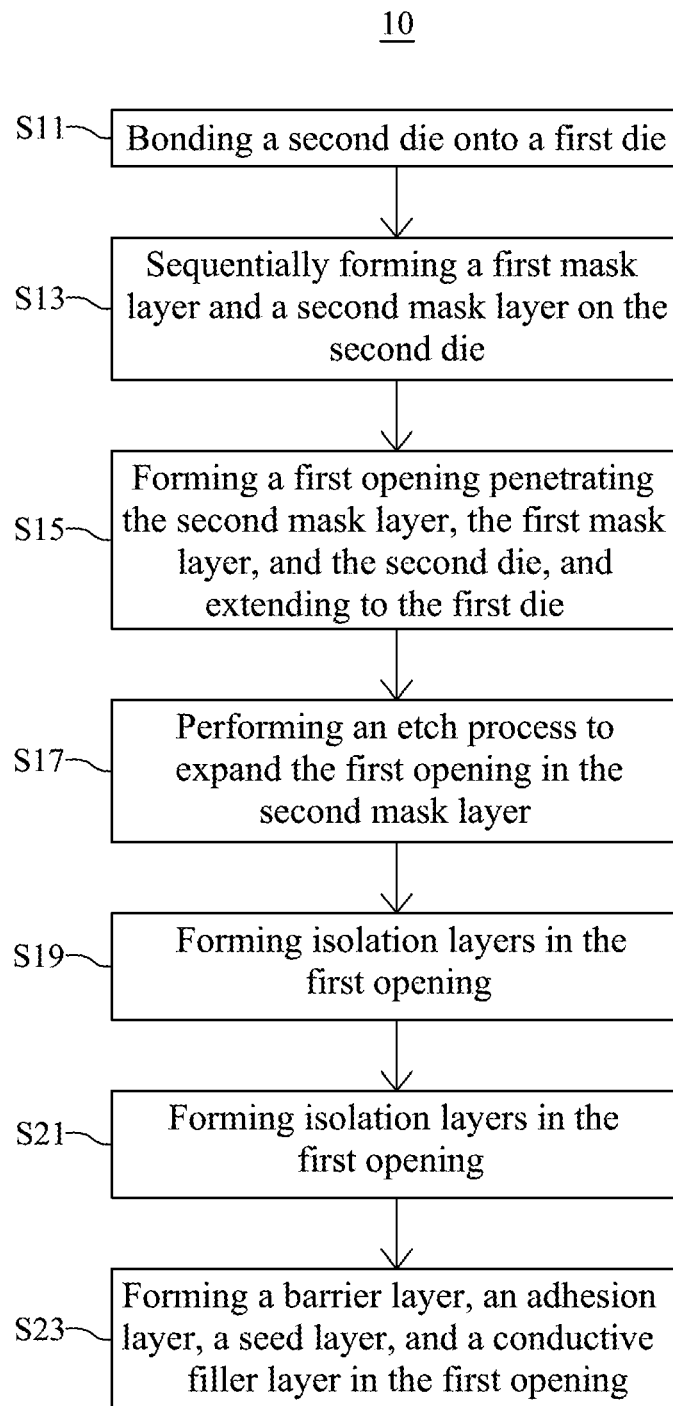 10
S11
Bonding a second die onto a first die
S13
Sequentially forming a first mask
layer and a second mask layer on the
second die
S15
Forming a first opening penetrating
the second mask layer, the first mask
layer, and the second die, and
extending to the first die
S17
Performing an etch process to
expand the first opening in the
second mask layer
S19
Forming isolation layers in the
first opening
S21
Forming isolation layers in the
first opening
S23
Forming a barrier layer, an adhesion
layer, a seed layer, and a conductive
filler layer in the first opening